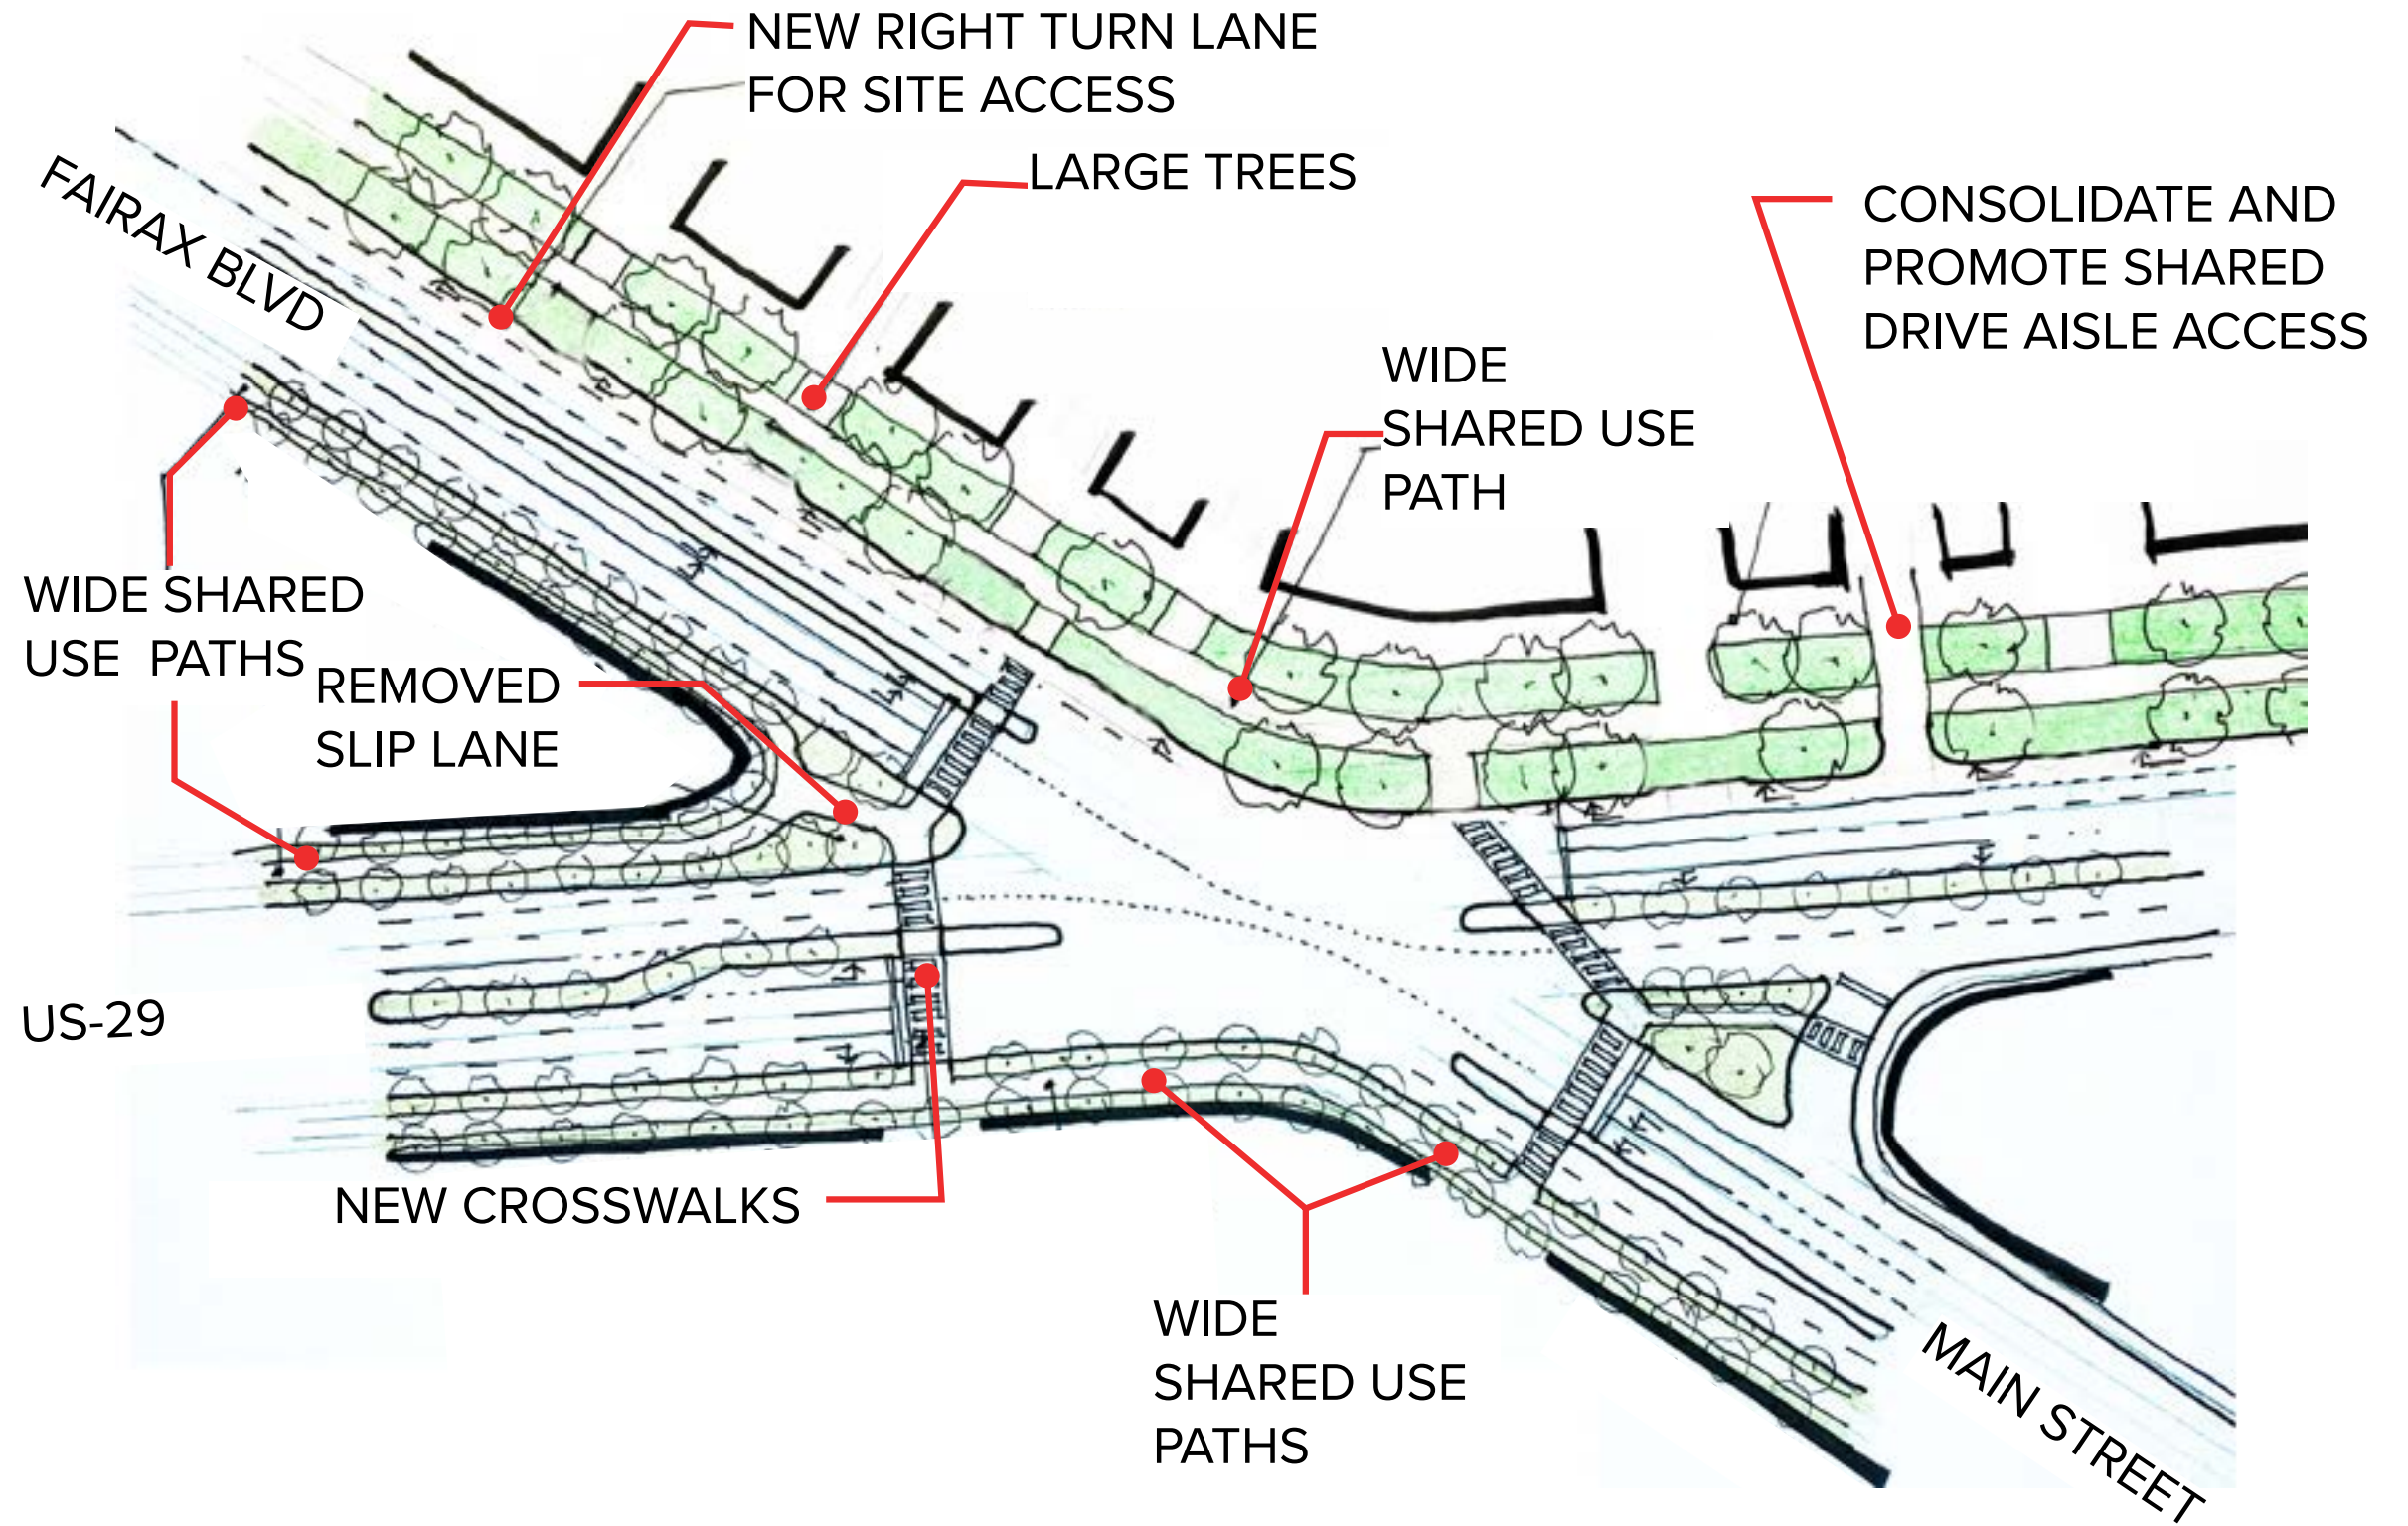 NEW RIGHT TURN LANE
FOR SITE ACCESS
LARGE TREES
CONSOLIDATE AND
PROMOTE SHARED
DRIVE AISLE ACCESS
FAIRAX BLVD
WIDE
SHARED USE
PATH
WIDE SHARED
USE PATHS
REMOVED
SLIP LANE
US-29
NEW CROSSWALKS
WIDE
SHARED USE
PATHS
MAIN STREET